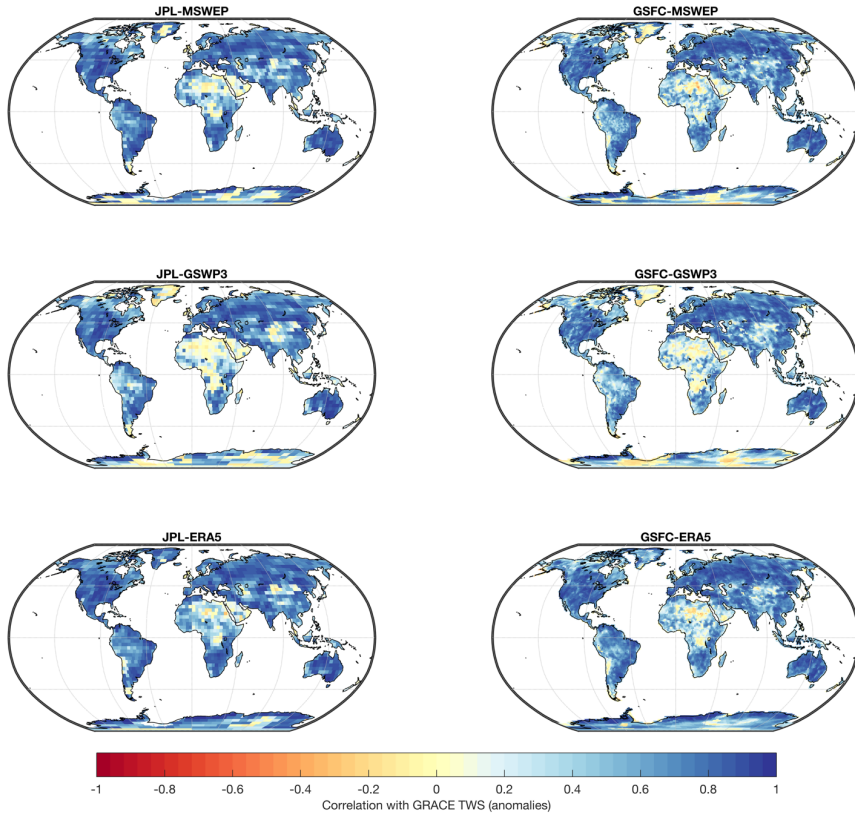 JPL-MSWEP GSFC-MSWEP
JPL-GSWP3 GSFC-GSWP3
JPL-ERA5 GSFC-ERA5
-1 -0.8 -0.6 -0.4 -0.2 0 0.2 0.4 0.6 0.8 1
Correlation with GRACE TWS (anomalies)